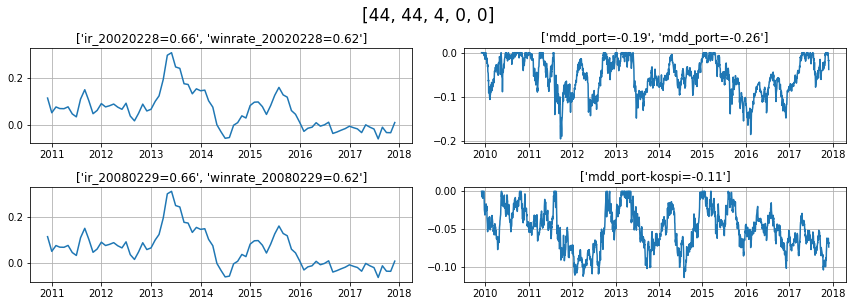 [44, 44, 4, 0, 0]
['ir_20020228=0.66', 'winrate_20020228=0.62']
0.2
0.0
2011 2012 2013 2014 2015 2016 2017 2018
['mdd_port=-0.19', 'mdd_port=-0.26']
0.0
−0.1
−0.2
2010 2011 2012 2013 2014 2015 2016 2017 2018
['ir_20080229=0.66', 'winrate_20080229=0.62']
0.2
0.0
2011 2012 2013 2014 2015 2016 2017 2018
['mdd_port-kospi=-0.11']
0.00
−0.05
−0.10
2010 2011 2012 2013 2014 2015 2016 2017 2018